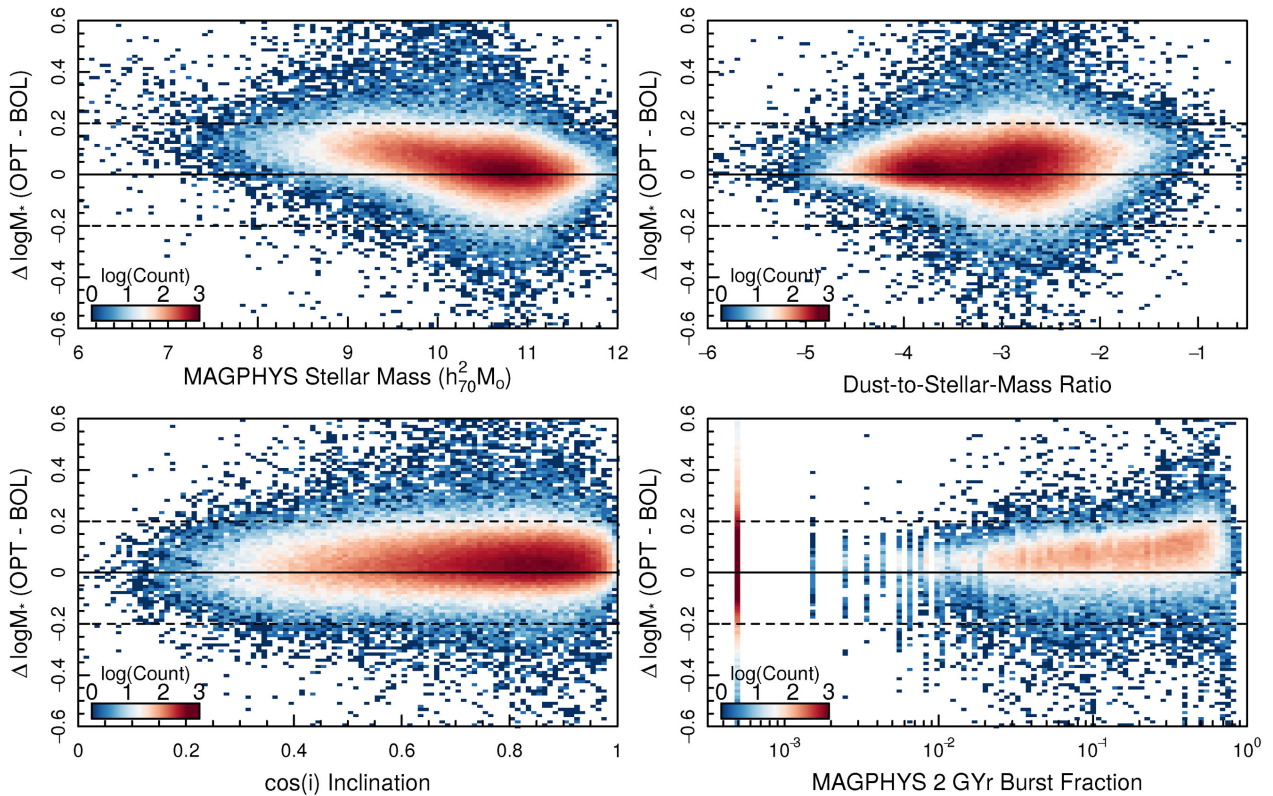 0.6
0.4
0.2
0
−0.2
−0.4
−0.6
Δ logM* (OPT - BOL)
log(Count)
0 1 2 3
6 7 8 9 10 11 12
MAGPHYS Stellar Mass (h²₇₀Mₒ)
0.6
0.4
0.2
0
−0.2
−0.4
−0.6
Δ logM* (OPT - BOL)
log(Count)
0 1 2 3
−6 −5 −4 −3 −2 −1
Dust-to-Stellar-Mass Ratio
0.6
0.4
0.2
0
−0.2
−0.4
−0.6
Δ logM* (OPT - BOL)
log(Count)
0 1 2 3
0 0.2 0.4 0.6 0.8 1
cos(i) Inclination
0.6
0.4
0.2
0
−0.2
−0.4
−0.6
Δ logM* (OPT - BOL)
log(Count)
0 1 2 3
10⁻³ 10⁻² 10⁻¹ 10⁰
MAGPHYS 2 GYr Burst Fraction